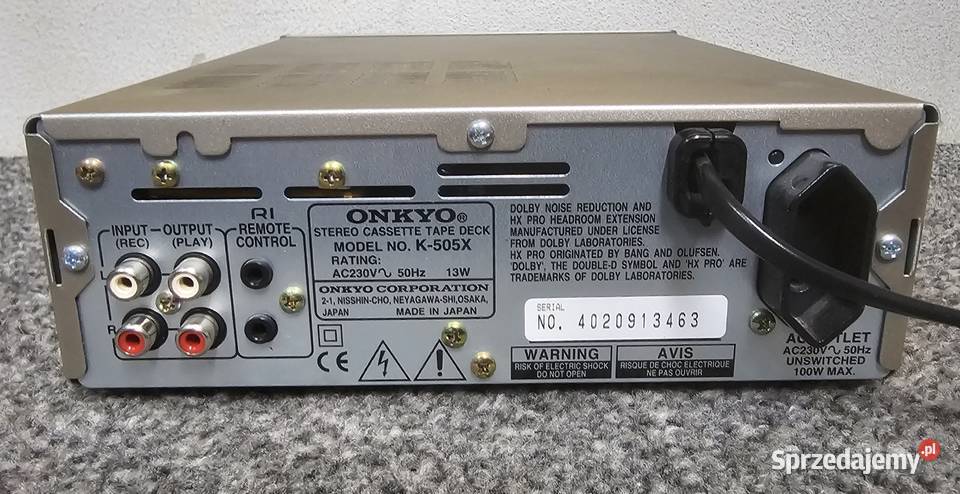 INPUT OUTPUT
(REC) (PLAY)
R
RI
REMOTE
CONTROL
ONKYO®
STEREO CASSETTE TAPE DECK
MODEL NO. K-505X
RATING:
AC230V~ 50Hz 13W
ONKYO CORPORATION
2-1, NISSHIN-CHO, NEYAGAWA-SHI, OSAKA,
JAPAN MADE IN JAPAN
CE
DOLBY NOISE REDUCTION AND
HX PRO HEADROOM EXTENSION
MANUFACTURED UNDER LICENSE
FROM DOLBY LABORATORIES.
HX PRO ORIGINATED BY BANG AND OLUFSEN.
'DOLBY', THE DOUBLE-D SYMBOL AND 'HX PRO' ARE
TRADEMARKS OF DOLBY LABORATORIES.
SERIAL
NO. 4020913463
WARNING
RISK OF ELECTRIC SHOCK
DO NOT OPEN
AVIS
RISQUE DE CHOC ELECTRIQUE
NE PAS OUVRIR
AC OUTLET
AC230V~ 50Hz
UNSWITCHED
100W MAX.
Sprzedajemy.pl